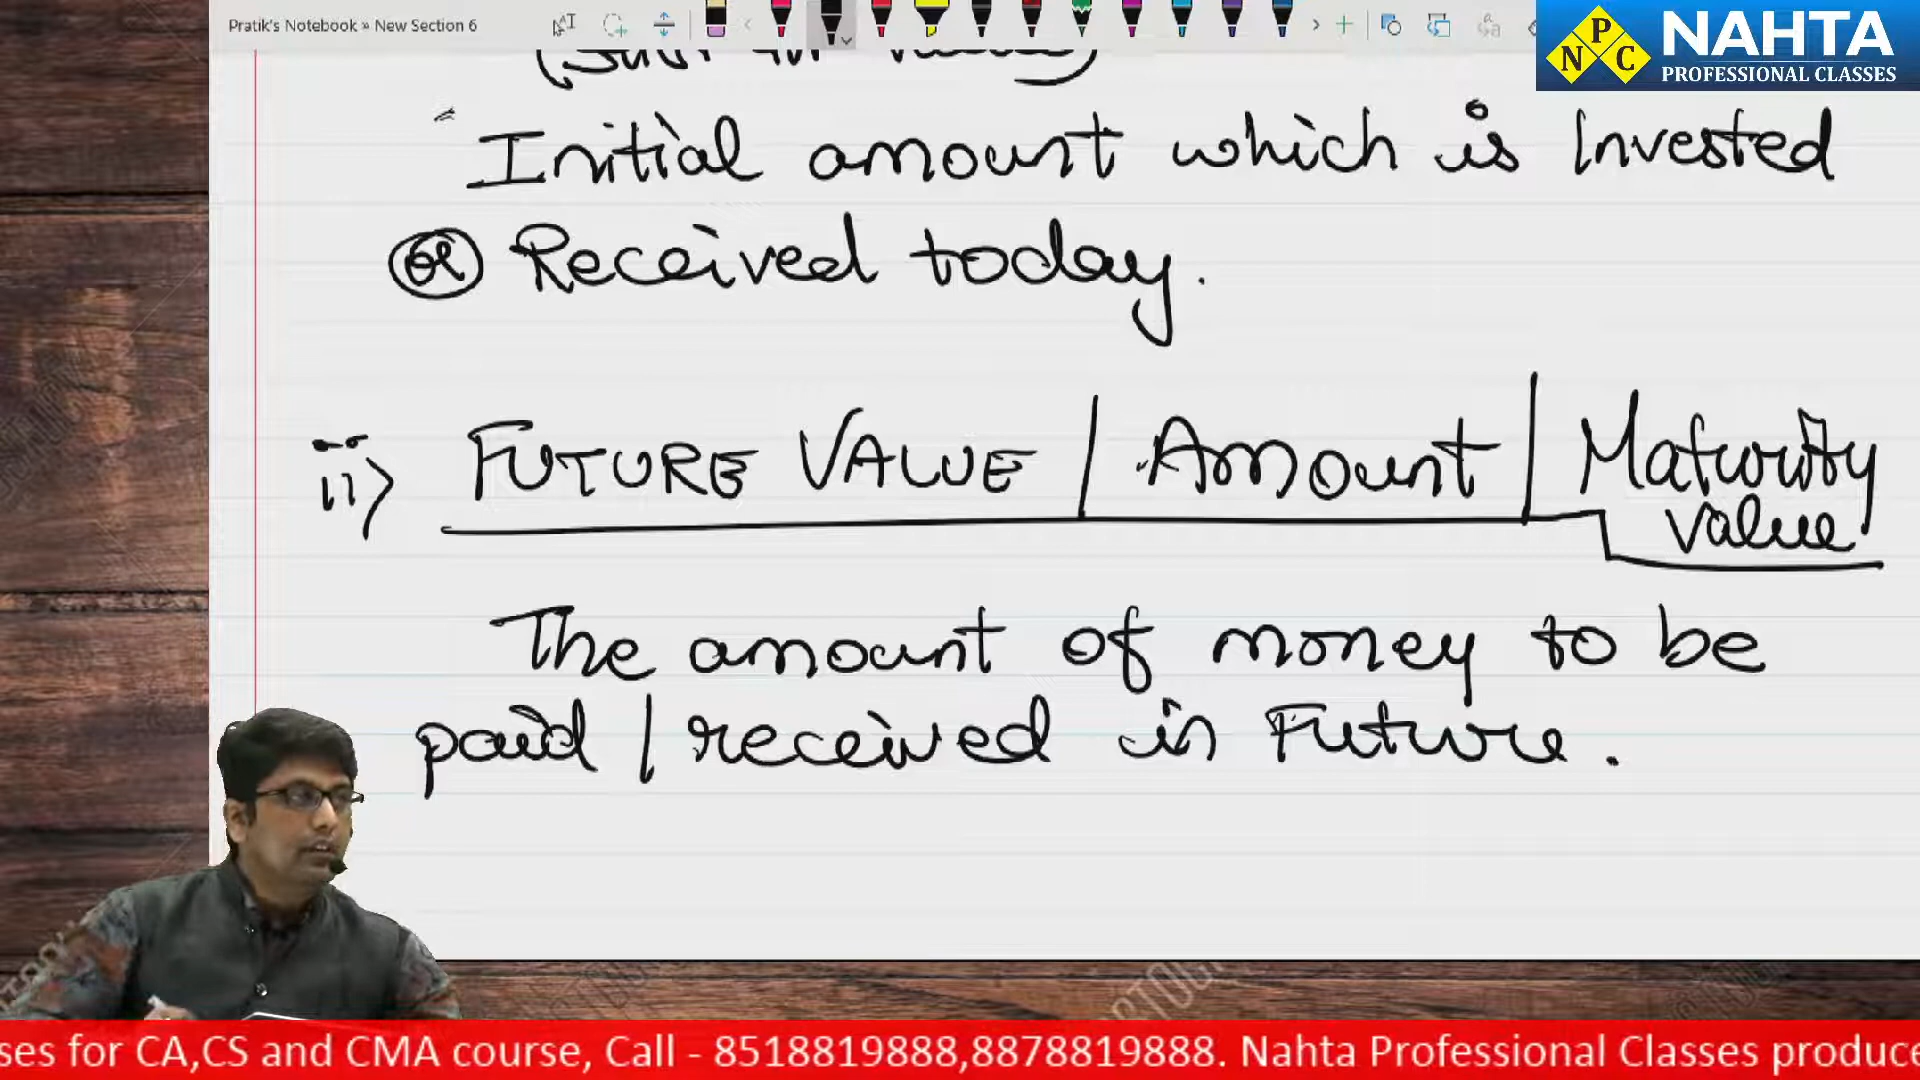 Pratik's Notebook » New Section 6
NPC NAHTA
PROFESSIONAL CLASSES
Initial amount which is Invested
OR Received today.
ii) FUTURE VALUE | Amount | Maturity
value
The amount of money to be
paid / received in Future.
ses for CA,CS and CMA course, Call - 8518819888,8878819888. Nahta Professional Classes produce